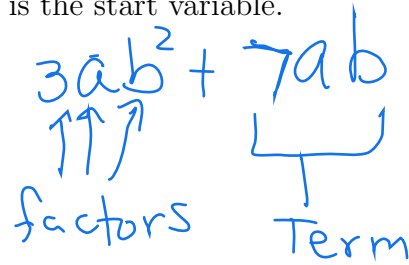 is the start variable.
3ab² + 7ab
factors
Term